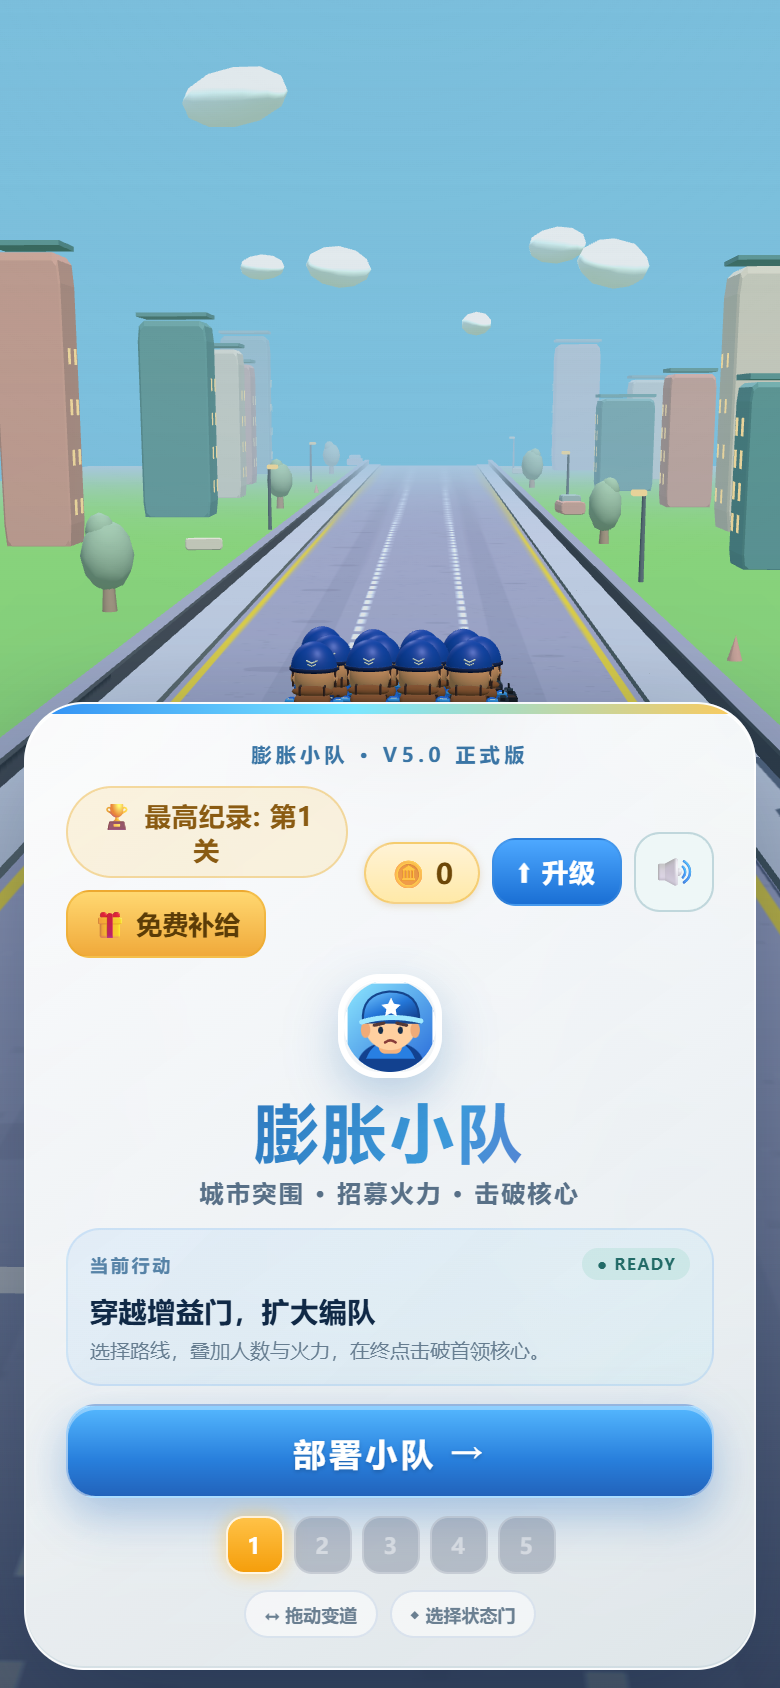 膨胀小队 • V5.0 正式版
🏆 最高纪录: 第1
关
🪙 0
⬆ 升级
🎁 免费补给
膨胀小队
城市突围 • 招募火力 • 击破核心
当前行动
● READY
穿越增益门，扩大编队
选择路线，叠加人数与火力，在终点击破首领核心。
部署小队 →
1 2 3 4 5
↔ 拖动变道
◆ 选择状态门